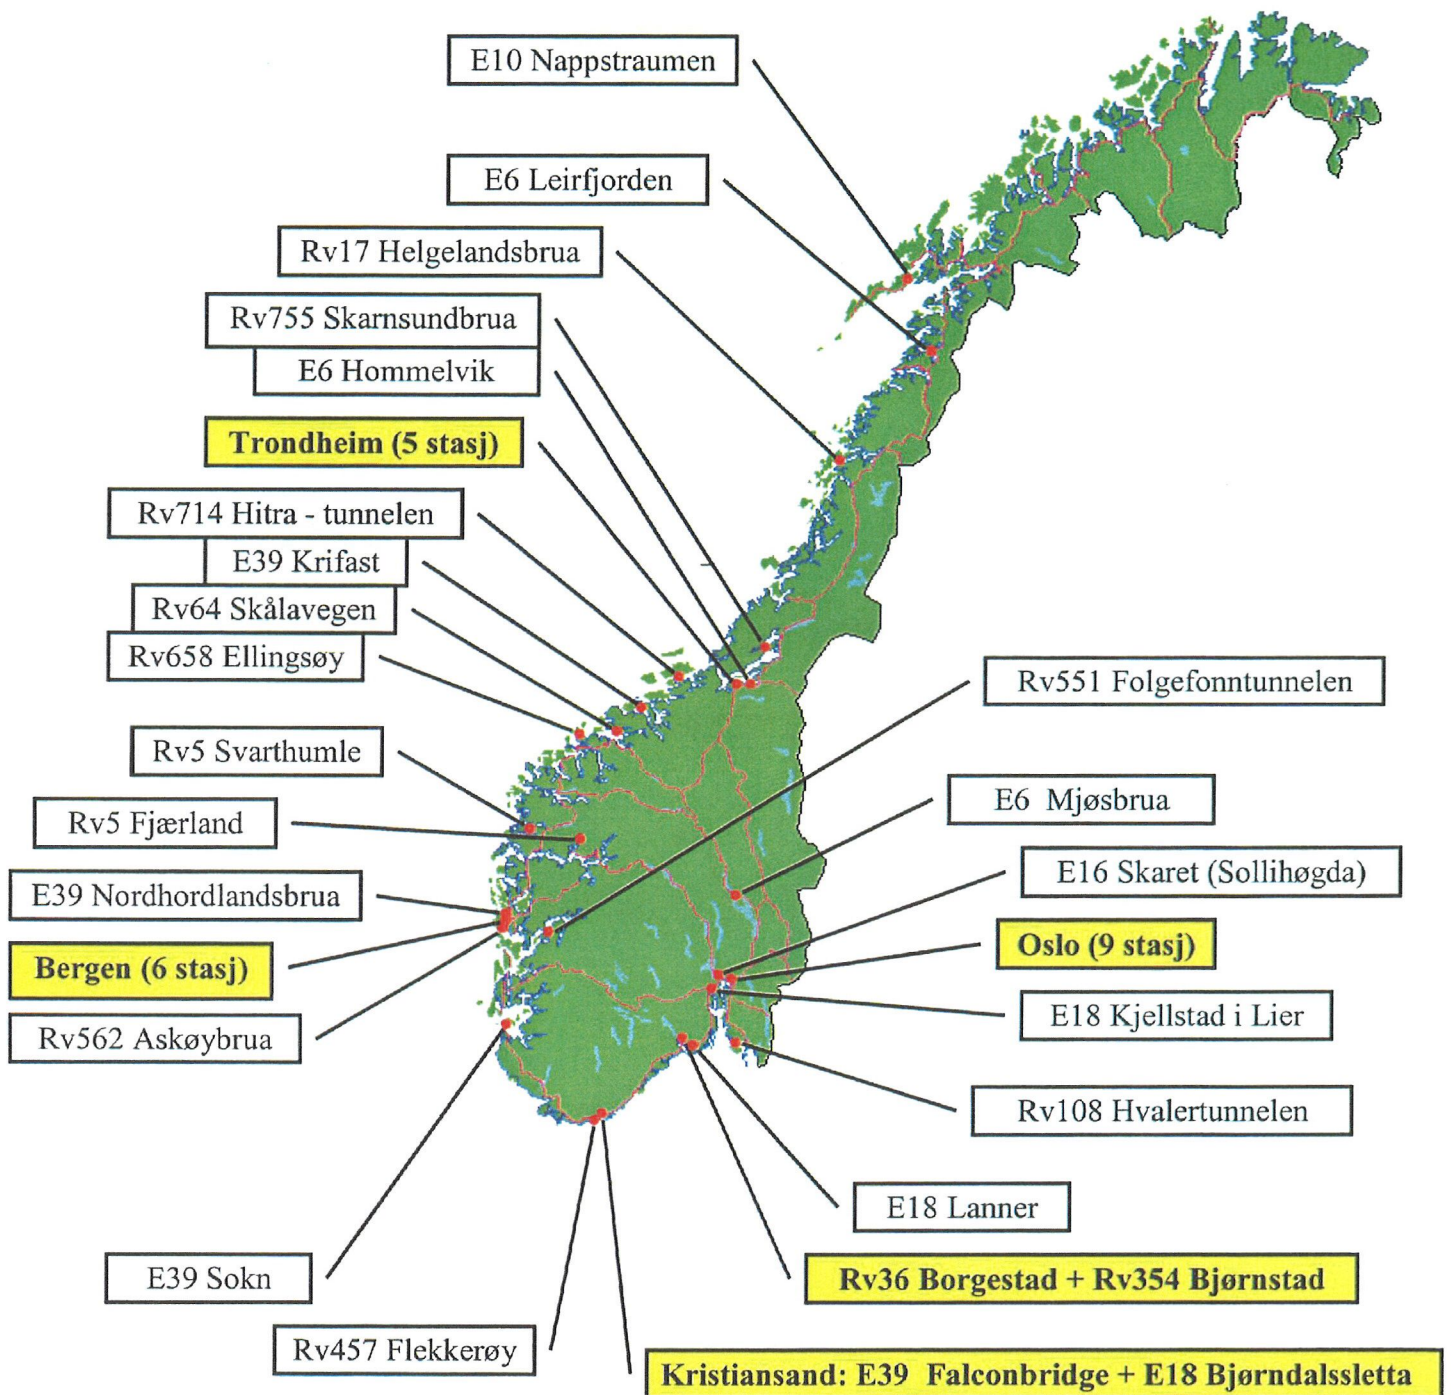 E10 Nappstraumen
E6 Leirfjorden
Rv17 Helgelandsbrua
Rv755 Skarnsundbrua
E6 Hommelvik
Trondheim (5 stasj)
Rv714 Hitra - tunnelen
E39 Krifast
Rv64 Skålavegen
Rv658 Ellingsøy
Rv551 Folgefonntunnelen
Rv5 Svarthumle
E6 Mjøsbrua
Rv5 Fjærland
E16 Skaret (Sollihøgda)
E39 Nordhordlandsbrua
Oslo (9 stasj)
Bergen (6 stasj)
E18 Kjellstad i Lier
Rv562 Askøybrua
Rv108 Hvalertunnelen
E18 Lanner
E39 Sokn
Rv36 Borgestad + Rv354 Bjørnstad
Rv457 Flekkerøy
Kristiansand: E39 Falconbridge + E18 Bjørndalssletta